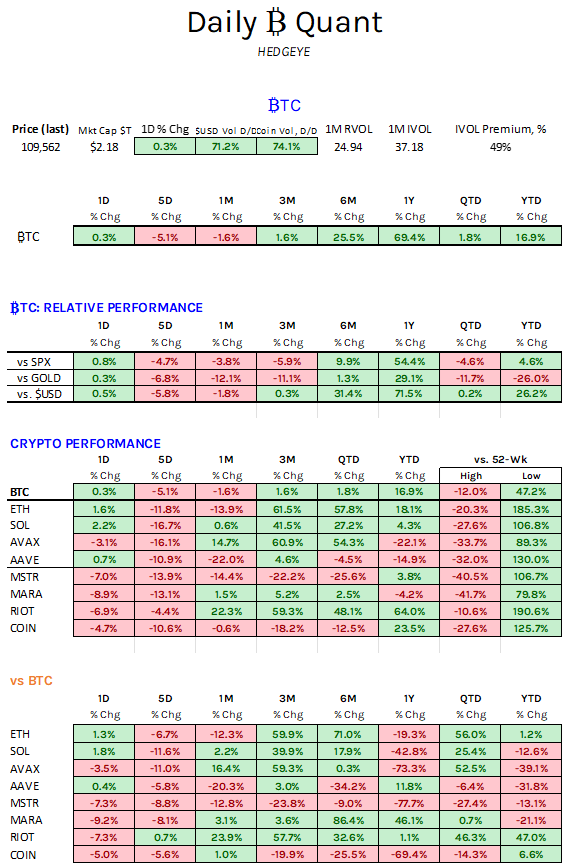 Daily ₿ Quant
HEDGEYE
₿TC
Price (last) Mkt Cap $T 1D % Chg $USD Vol D/D Coin Vol, D/D 1M RVOL 1M IVOL IVOL Premium, %
109,562 $2.18 0.3% 71.2% 74.1% 24.94 37.18 49%
1D 5D 1M 3M 6M 1Y QTD YTD
% Chg % Chg % Chg % Chg % Chg % Chg % Chg % Chg
₿TC 0.3% -5.1% -1.6% 1.6% 25.5% 69.4% 1.8% 16.9%
₿TC: RELATIVE PERFORMANCE
1D 5D 1M 3M 6M 1Y QTD YTD
% Chg % Chg % Chg % Chg % Chg % Chg % Chg % Chg
vs SPX 0.8% -4.7% -3.8% -5.9% 9.9% 54.4% -4.6% 4.6%
vs GOLD 0.3% -6.8% -12.1% -11.1% 1.3% 29.1% -11.7% -26.0%
vs. $USD 0.5% -5.8% -1.8% 0.3% 31.4% 71.5% 0.2% 26.2%
CRYPTO PERFORMANCE
1D 5D 1M 3M QTD YTD vs. 52-Wk
% Chg % Chg % Chg % Chg % Chg % Chg High Low
BTC 0.3% -5.1% -1.6% 1.6% 1.8% 16.9% -12.0% 47.2%
ETH 1.6% -11.8% -13.9% 61.5% 57.8% 18.1% -20.3% 185.3%
SOL 2.2% -16.7% 0.6% 41.5% 27.2% 4.3% -27.6% 106.8%
AVAX -3.1% -16.1% 14.7% 60.9% 54.3% -22.1% -33.7% 89.3%
AAVE 0.7% -10.9% -22.0% 4.6% -4.5% -14.9% -32.0% 130.0%
MSTR -7.0% -13.9% -14.4% -22.2% -25.6% 3.8% -40.5% 106.7%
MARA -8.9% -13.1% 1.5% 5.2% 2.5% -4.2% -41.7% 79.8%
RIOT -6.9% -4.4% 22.3% 59.3% 48.1% 64.0% -10.6% 190.6%
COIN -4.7% -10.6% -0.6% -18.2% -12.5% 23.5% -27.6% 125.7%
vs BTC
1D 5D 1M 3M 6M 1Y QTD YTD
% Chg % Chg % Chg % Chg % Chg % Chg % Chg % Chg
ETH 1.3% -6.7% -12.3% 59.9% 71.0% -19.3% 56.0% 1.2%
SOL 1.8% -11.6% 2.2% 39.9% 17.9% -42.8% 25.4% -12.6%
AVAX -3.5% -11.0% 16.4% 59.3% 0.3% -73.3% 52.5% -39.1%
AAVE 0.4% -5.8% -20.3% 3.0% -34.2% 11.8% -6.4% -31.8%
MSTR -7.3% -8.8% -12.8% -23.8% -9.0% -77.7% -27.4% -13.1%
MARA -9.2% -8.1% 3.1% 3.6% 86.4% 46.1% 0.7% -21.1%
RIOT -7.3% 0.7% 23.9% 57.7% 32.6% 1.1% 46.3% 47.0%
COIN -5.0% -5.6% 1.0% -19.9% -25.5% -69.4% -14.3% 6.6%